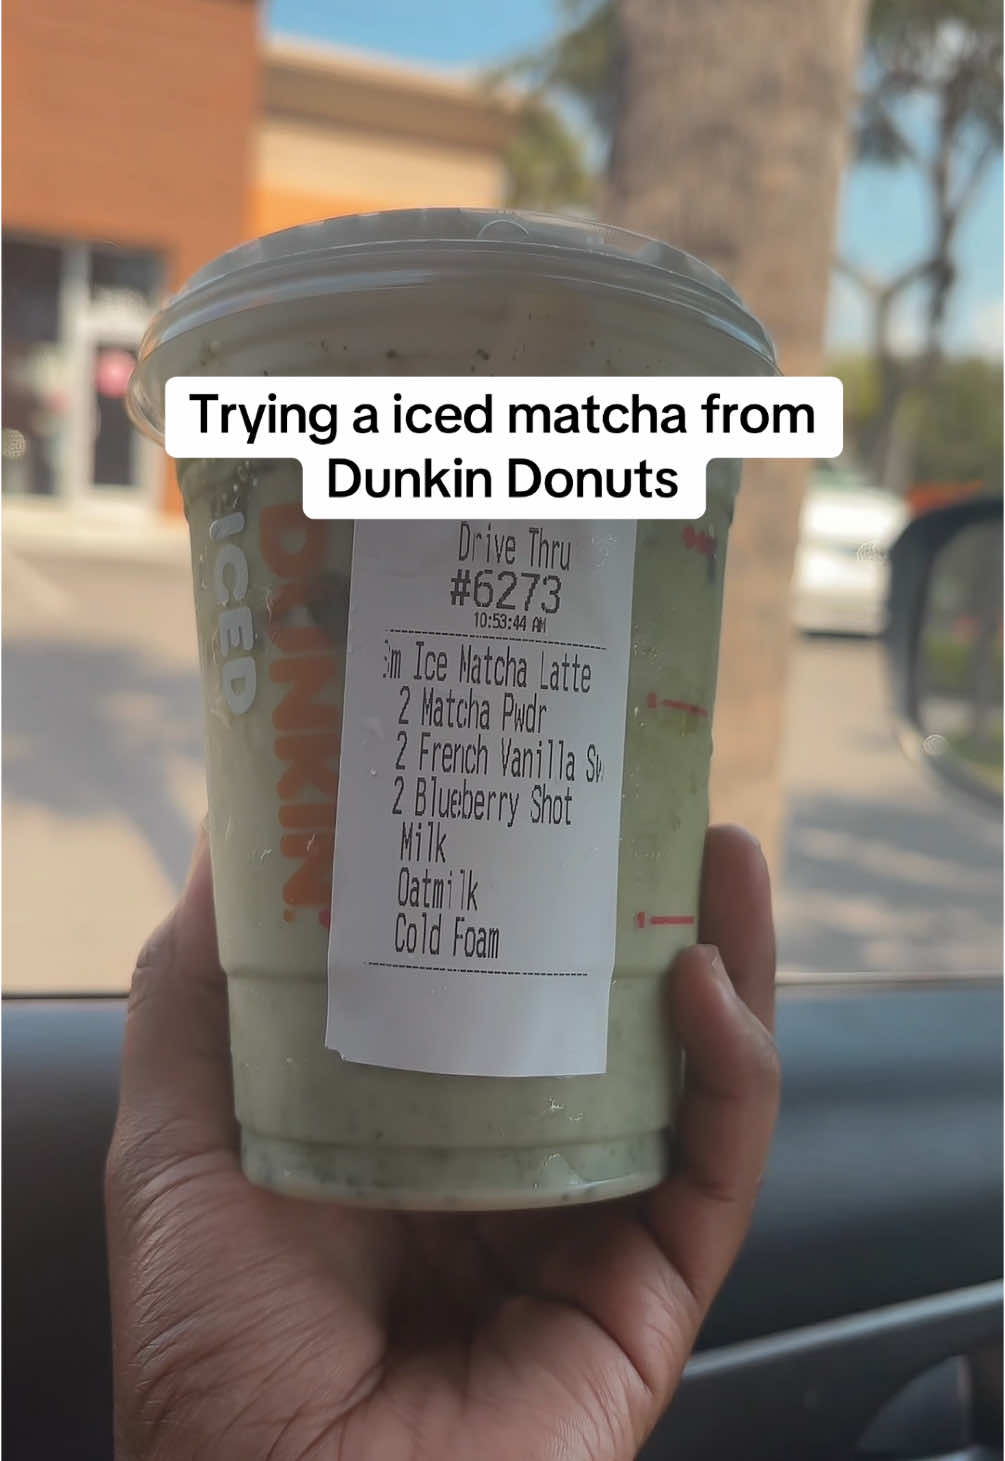 Trying a iced matcha from
Dunkin Donuts
ICED
DUNKIN'
Drive Thru
#6273
10:53:44 AM
Ice Matcha Latte
2 Matcha Pwdr
2 French Vanilla Sw
2 Blueberry Shot
Milk
Oatmilk
Cold Foam